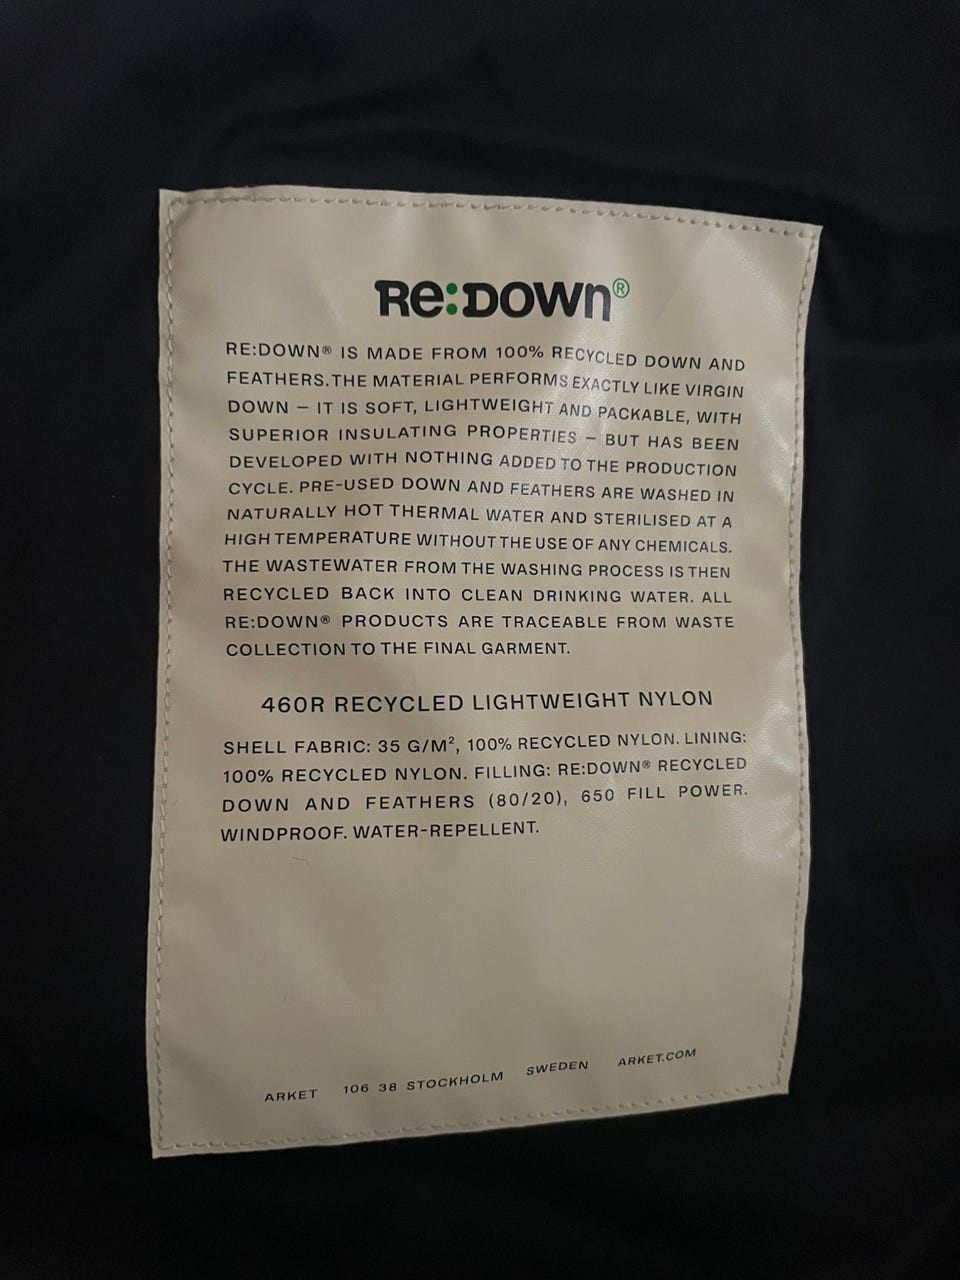 Re:DOWN®
RE:DOWN® IS MADE FROM 100% RECYCLED DOWN AND
FEATHERS.THE MATERIAL PERFORMS EXACTLY LIKE VIRGIN
DOWN – IT IS SOFT, LIGHTWEIGHT AND PACKABLE, WITH
SUPERIOR INSULATING PROPERTIES – BUT HAS BEEN
DEVELOPED WITH NOTHING ADDED TO THE PRODUCTION
CYCLE. PRE-USED DOWN AND FEATHERS ARE WASHED IN
NATURALLY HOT THERMAL WATER AND STERILISED AT A
HIGH TEMPERATURE WITHOUT THE USE OF ANY CHEMICALS.
THE WASTEWATER FROM THE WASHING PROCESS IS THEN
RECYCLED BACK INTO CLEAN DRINKING WATER. ALL
RE:DOWN® PRODUCTS ARE TRACEABLE FROM WASTE
COLLECTION TO THE FINAL GARMENT.
460R RECYCLED LIGHTWEIGHT NYLON
SHELL FABRIC: 35 G/M², 100% RECYCLED NYLON. LINING:
100% RECYCLED NYLON. FILLING: RE:DOWN® RECYCLED
DOWN AND FEATHERS (80/20), 650 FILL POWER.
WINDPROOF. WATER-REPELLENT.
ARKET 106 38 STOCKHOLM SWEDEN ARKET.COM